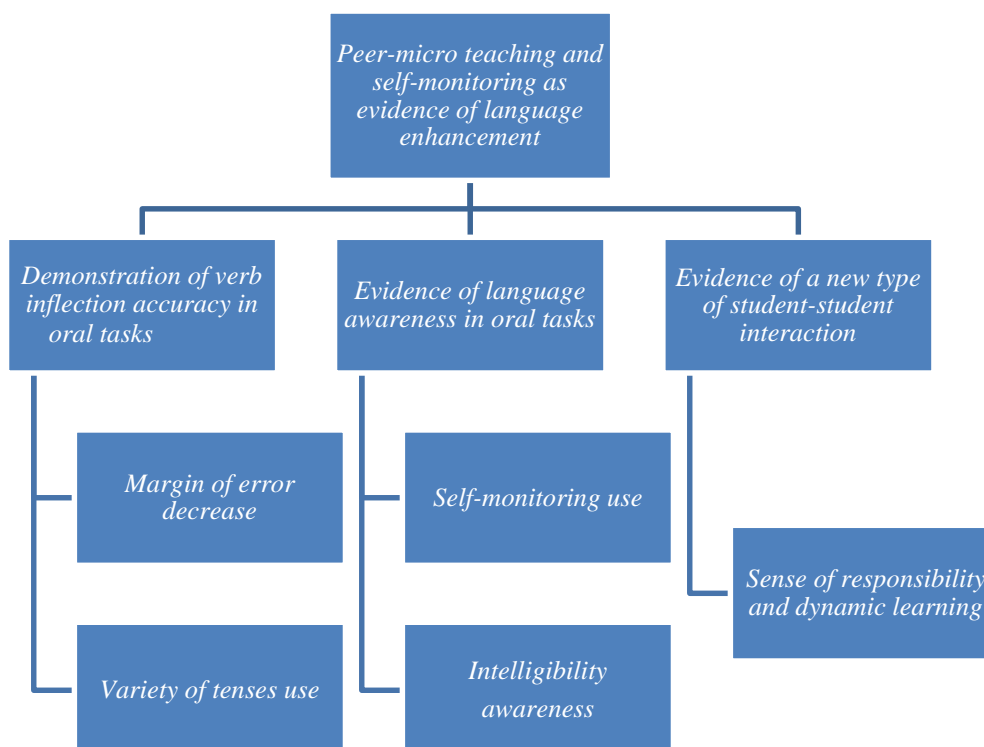 Peer-micro teaching and
self-monitoring as
evidence of language
enhancement
Demonstration of verb
inflection accuracy in
oral tasks
Evidence of language
awareness in oral tasks
Evidence of a new type
of student-student
interaction
Margin of error
decrease
Self-monitoring use
Sense of responsibility
and dynamic learning
Variety of tenses use
Intelligibility
awareness